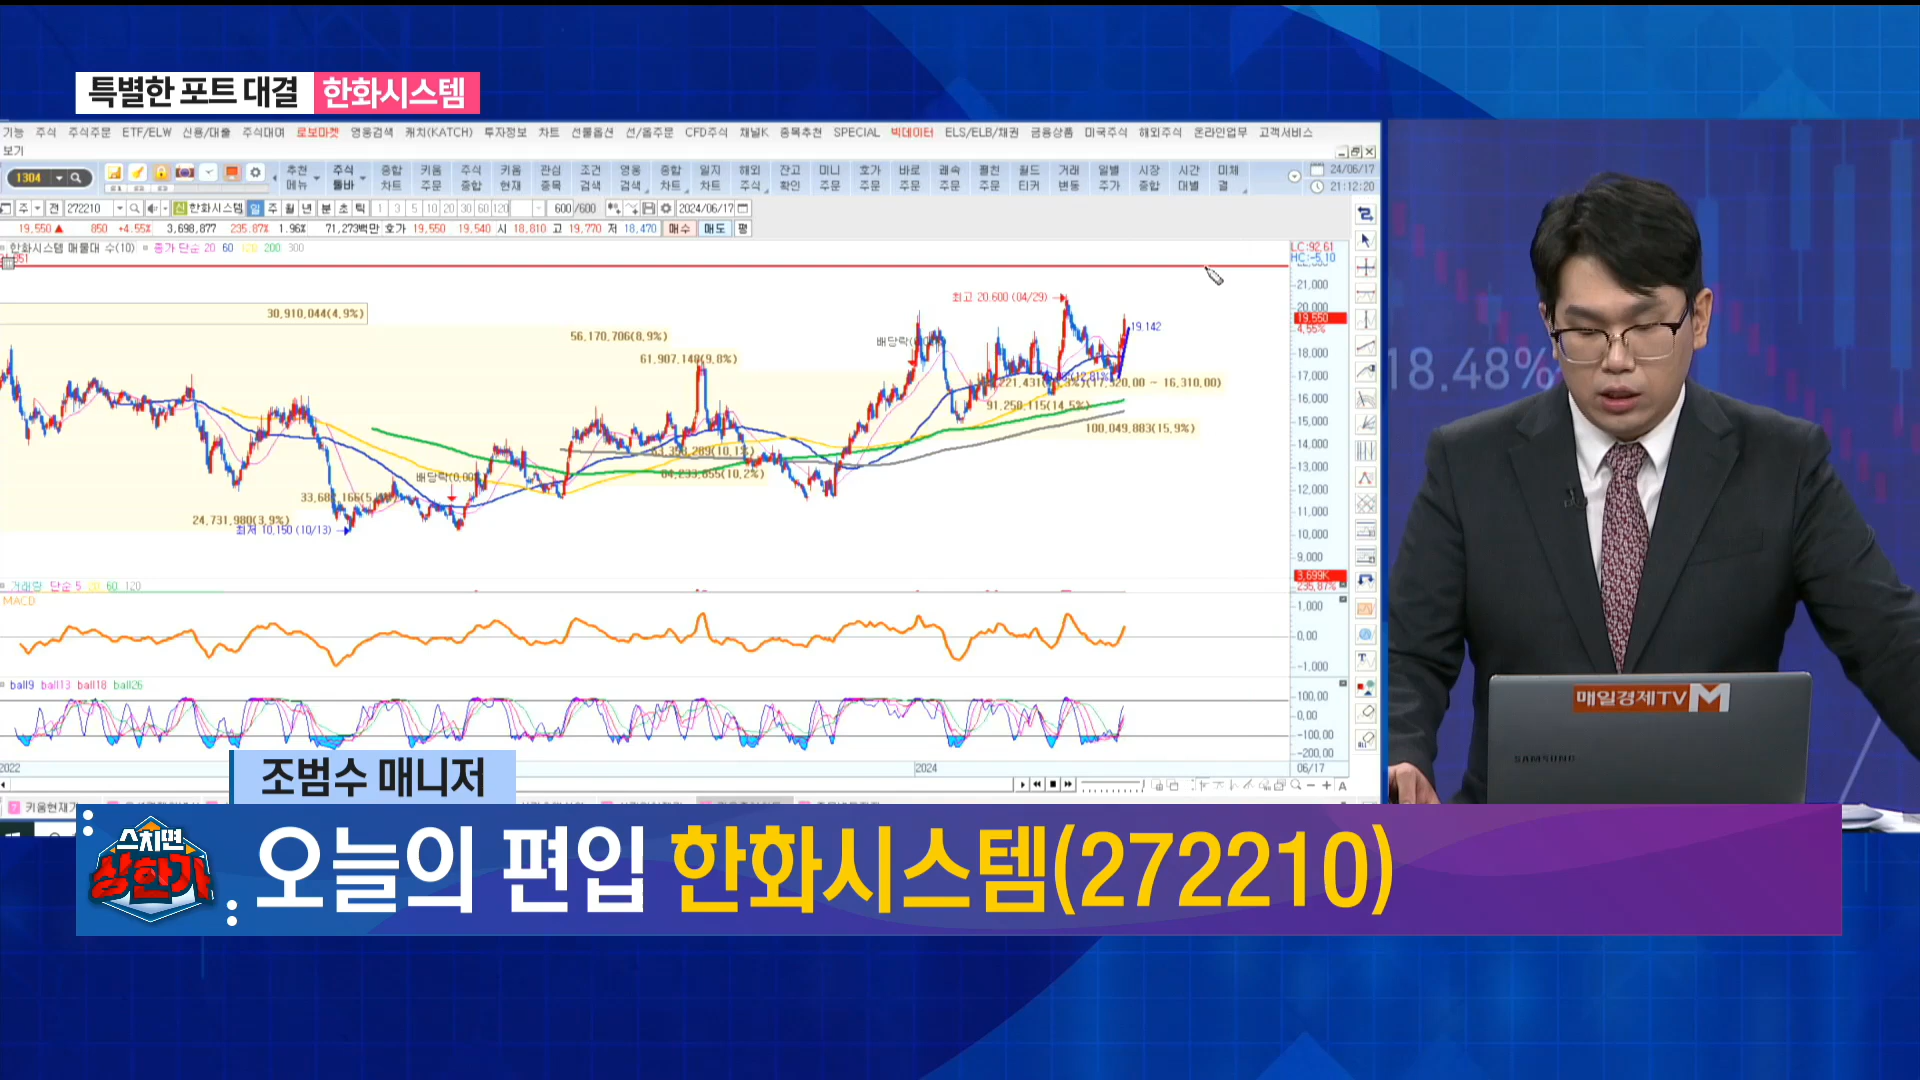 특별한 포트 대결 한화시스템
기능 주식 주식주문 ETF/ELW 신용/대출 주식대여 로보마켓 영웅검색 캐치(KATCH) 투자정보 차트 선물옵션 선/옵주문 CFD주식 채널K 종목추천 SPECIAL 빅데이터 ELS/ELB/채권 금융상품 미국주식 해외주식 온라인업무 고객서비스
보기
1304 추천 주식 종합 키움 주식 키움 관심 조건 영웅 종합 일지 해외 잔고 미니 호가 바로 쾌속 월드 거래 일별 시장 시간 미체 24/06/17
메뉴 툴바 차트 주문 종합 현재 종목 검색 검색 차트 차트 주식 확인 주문 주문 주문 주문 주문 티커 변동 주가 종합 대별 결 21:12:20
주 전 272210 신 한화시스템 일 주 월 년 분 초 틱 1 3 5 10 20 30 60 120 600 /600 2024/06/17
19,550 ▲ 850 +4.55% 3,698,877 235.87% 1.96% 71,273백만 호가 19,550 19,540 시 18,810 고 19,770 저 18,470 매수 매도 평
한화시스템 매물대 수(10) 종가 단순 20 60 120 200 300
LC:92.61
HC:-5.10
21,000
최고 20.600 (04/29)
20,000
30,910,044(4.9%)
19,550
4.55%
19.142
56,170,706(8.9%)
배당락
61,907,148(9.8%)
18,000
17,000
16,310,00)
16,000
91,250,115(14.5%)
100,049,883(15.9%)
15,000
14,000
13,000
84,233,655(10.2%)
배당락(0.00
12,000
11,000
24,731,980(3.9%)
최저 10,150 (10/13)
10,000
9,000
3,699K
235.87%
거래량 단순 5 20 60 120
MACD
1,000
0,00
-1,000
ball9 ball13 ball18 ball26
100,00
0,00
-100,00
-200,00
2022 2024 06/17
키움현재가
18.48%
매일경제TV M
SAMSUNG
조범수 매니저
스치면
상한가
오늘의 편입 한화시스템(272210)